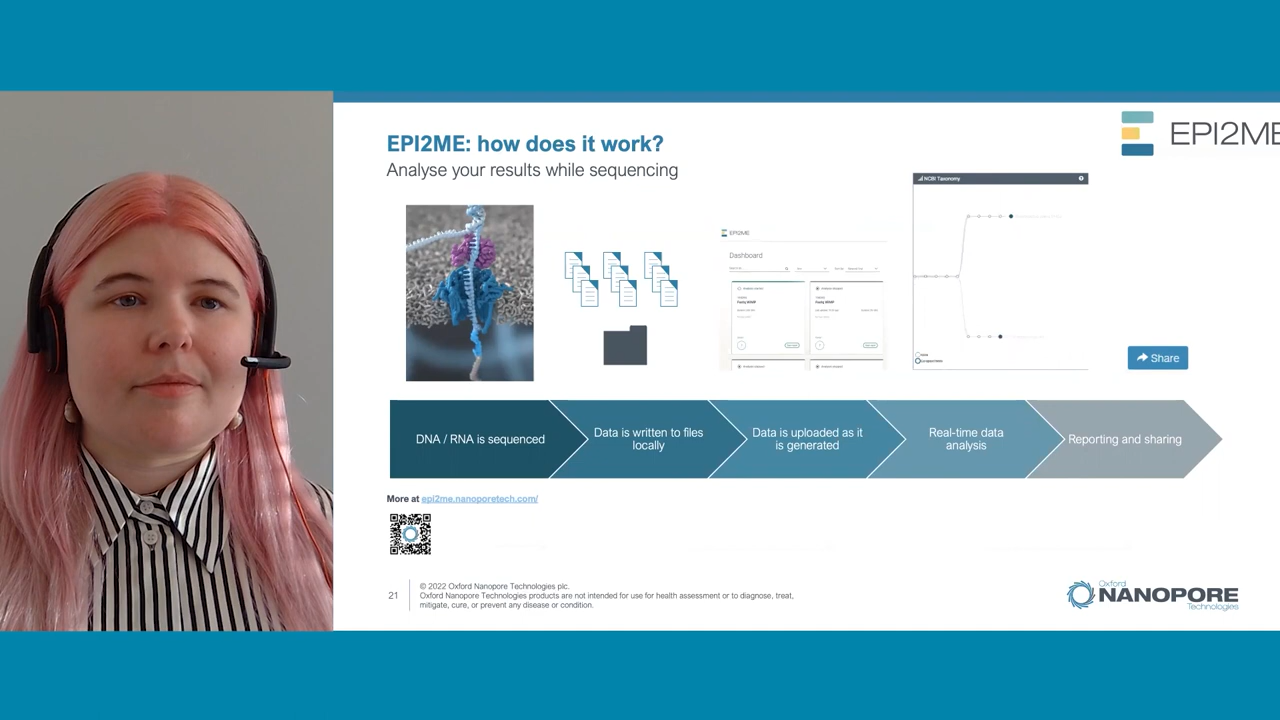 EPI2ME: how does it work?
Analyse your results while sequencing
EPI2ME
NCBI Taxonomy
EPI2ME
Dashboard
Share
DNA / RNA is sequenced
Data is written to files
locally
Data is uploaded as it
is generated
Real-time data
analysis
Reporting and sharing
More at epi2me.nanoporetech.com/
21
© 2022 Oxford Nanopore Technologies plc.
Oxford Nanopore Technologies products are not intended for use for health assessment or to diagnose, treat,
mitigate, cure, or prevent any disease or condition.
Oxford
NANOPORE
Technologies